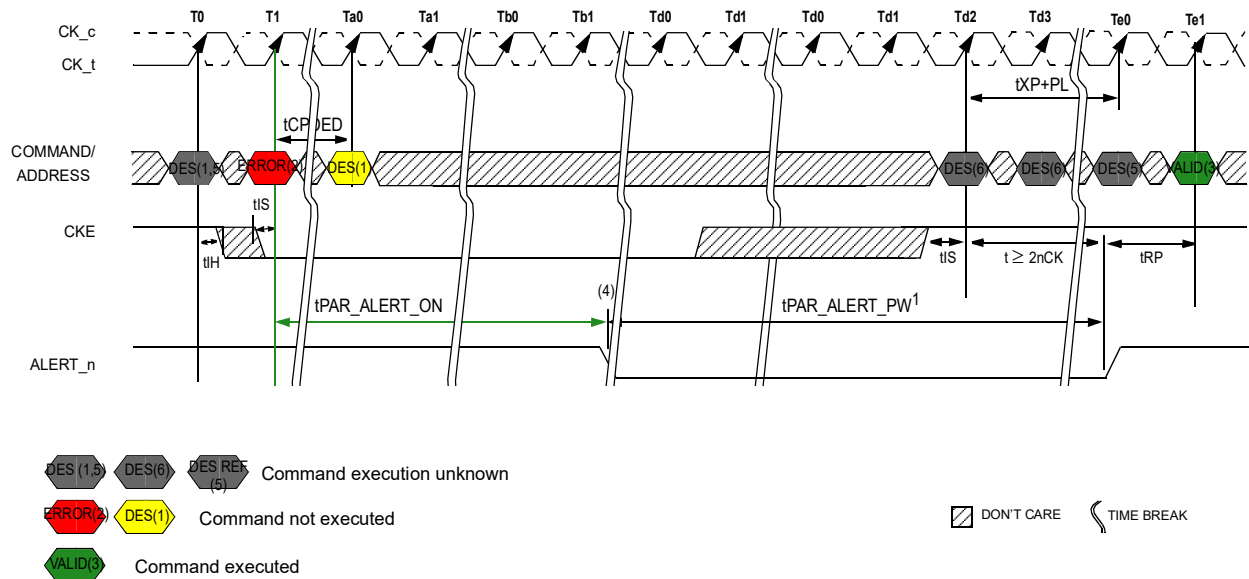 T0 T1 Ta0 Ta1 Tb0 Tb1 Td0 Td1 Td0 Td1 Td2 Td3 Te0 Te1
CK_c
CK_t
tXP+PL
tCPDED
COMMAND/
ADDRESS
DES(1,5) ERROR(2) DES(1) DES(6) DES(6) DES(5) VALID(3)
tIS
CKE
tIH
tIS
t ≥ 2nCK
tRP
(4)
tPAR_ALERT_ON
tPAR_ALERT_PW¹
ALERT_n
DES (1,5) DES(6) DES REF (5) Command execution unknown
ERROR(2) DES(1) Command not executed
DON'T CARE TIME BREAK
VALID(3) Command executed